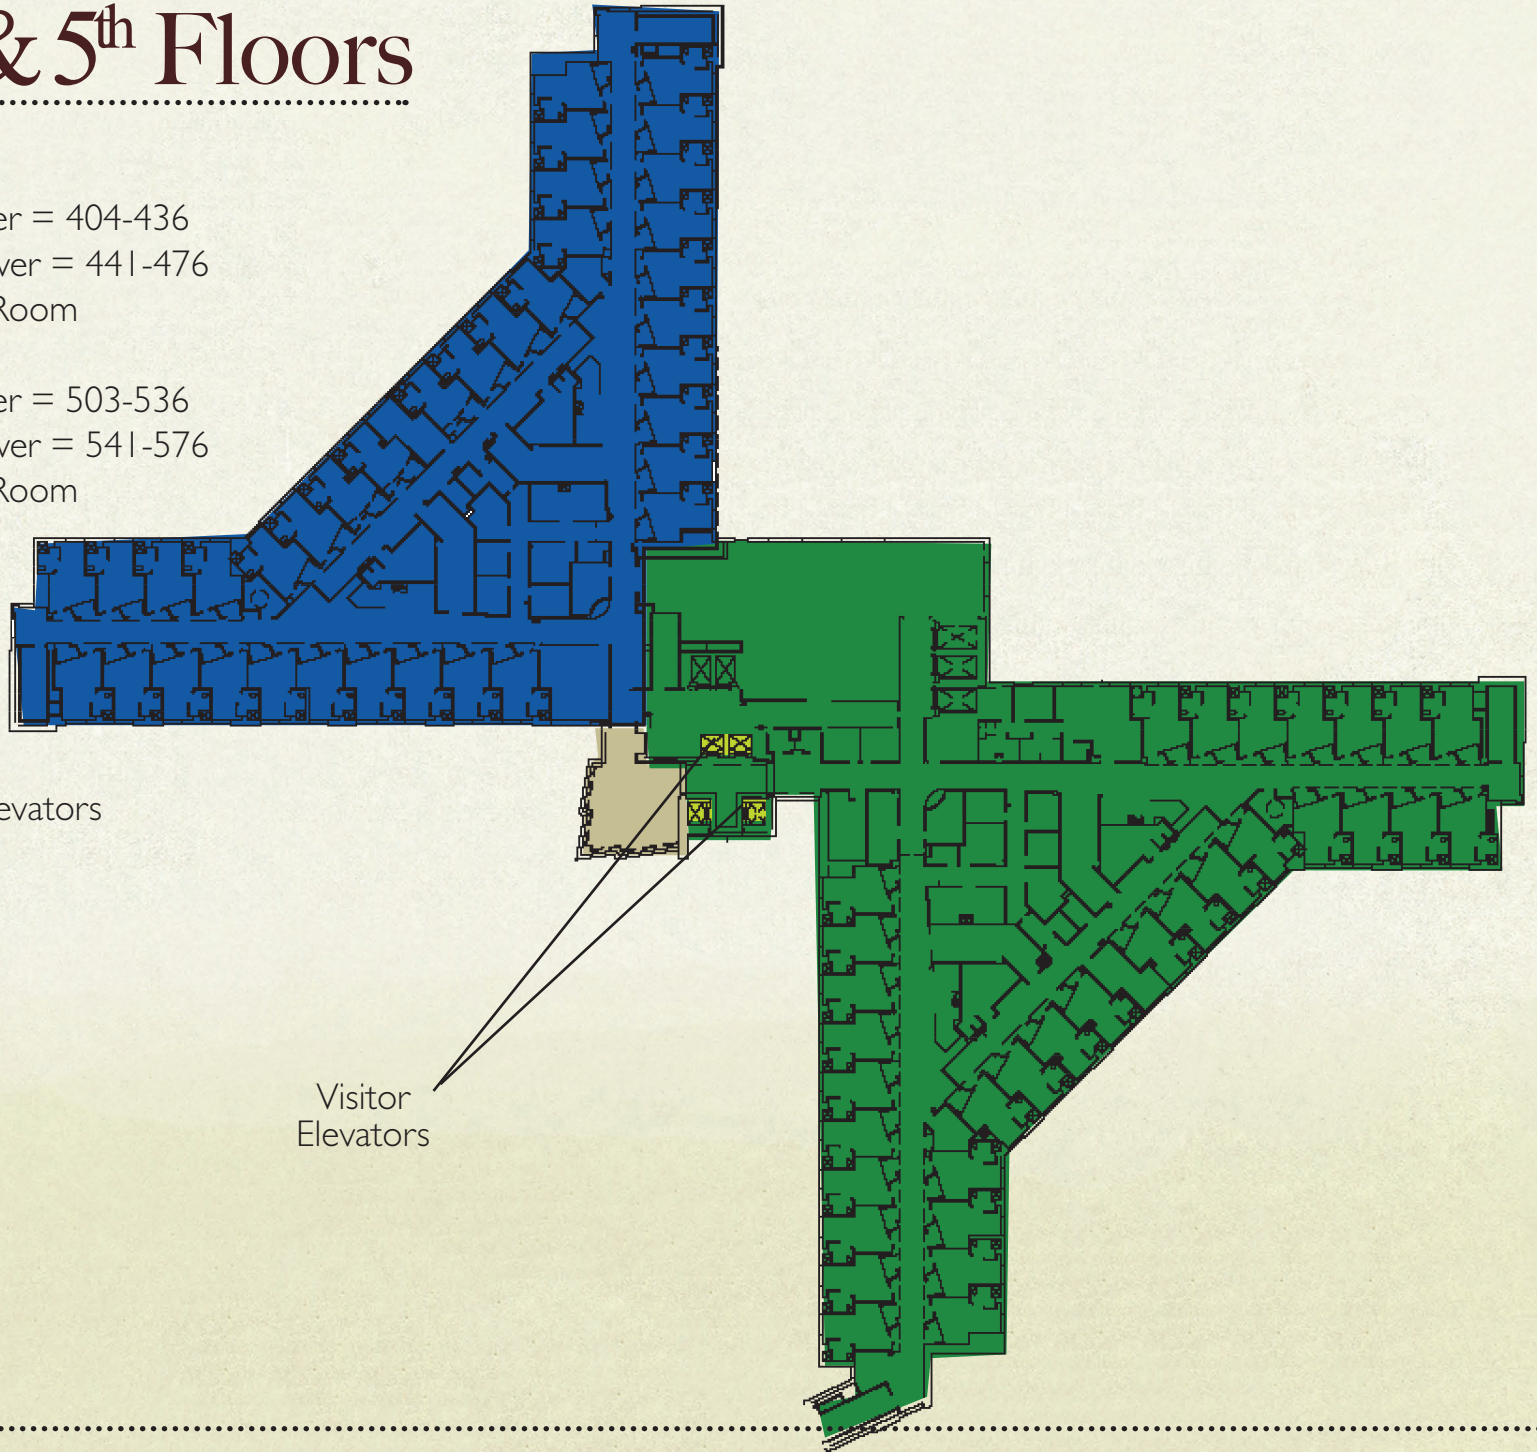 & 5th Floors
er = 404-436
ver = 441-476
Room
er = 503-536
ver = 541-576
Room
evators
Visitor
Elevators